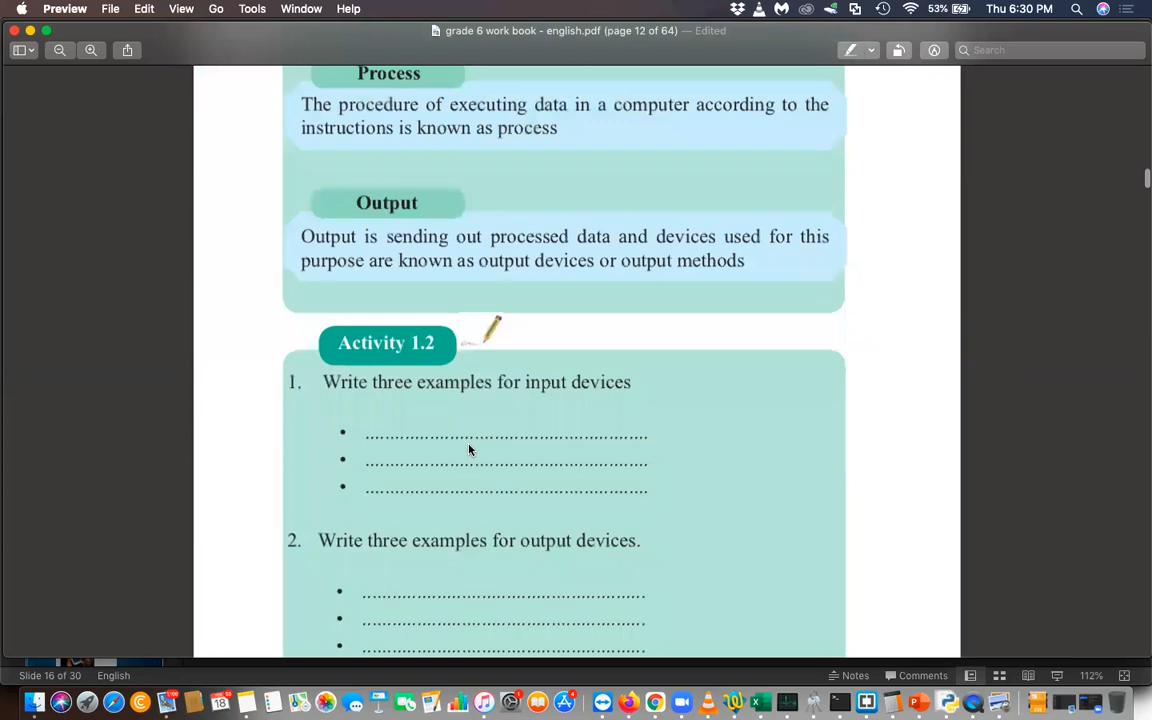 Preview File Edit View Go Tools Window Help 53% Thu 6:30 PM
grade 6 work book - english.pdf (page 12 of 64) — Edited
Search
Process
The procedure of executing data in a computer according to the
instructions is known as process
Output
Output is sending out processed data and devices used for this
purpose are known as output devices or output methods
Activity 1.2
1. Write three examples for input devices
• ..........................................................
• ..........................................................
• ..........................................................
2. Write three examples for output devices.
• ..........................................................
• ..........................................................
• ..........................................................
Slide 16 of 30 English Notes Comments 112%